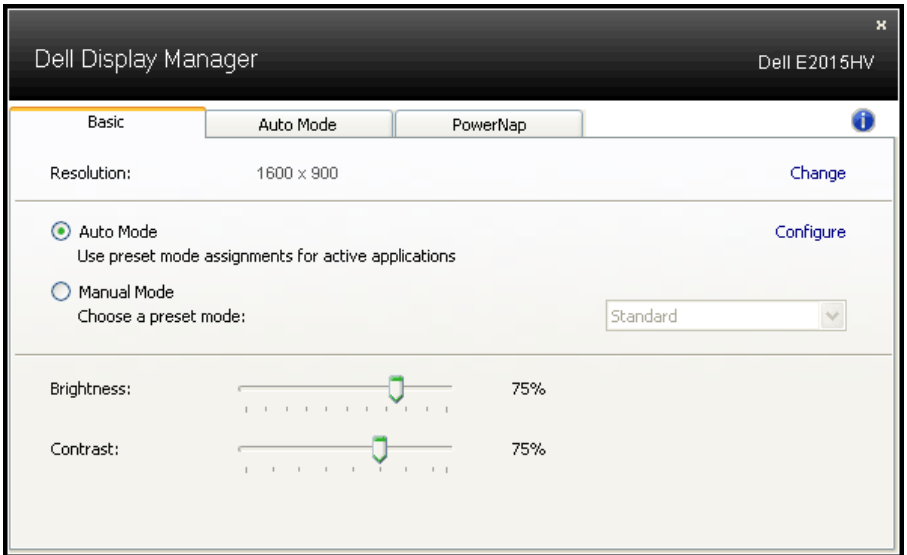 x
Dell Display Manager
Dell E2015HV
Basic
Auto Mode
PowerNap
i
Resolution:
1600 x 900
Change
Auto Mode
Configure
Use preset mode assignments for active applications
Manual Mode
Choose a preset mode:
Standard
Brightness:
75%
Contrast:
75%